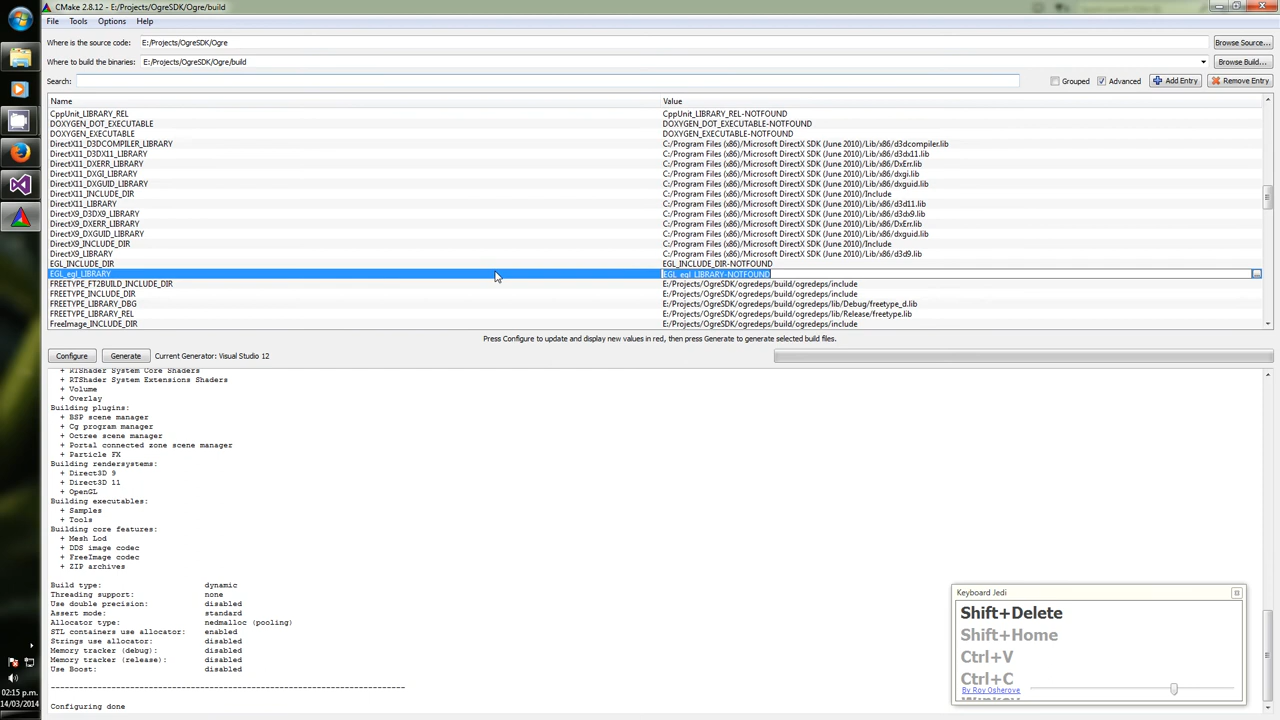 CMake 2.8.12 - E:/Projects/OgreSDK/Ogre/build
File Tools Options Help
Where is the source code: E:/Projects/OgreSDK/Ogre Browse Source...
Where to build the binaries: E:/Projects/OgreSDK/Ogre/build Browse Build...
Search: Grouped Advanced Add Entry Remove Entry
Name Value
CppUnit_LIBRARY_REL CppUnit_LIBRARY_REL-NOTFOUND
DOXYGEN_DOT_EXECUTABLE DOXYGEN_DOT_EXECUTABLE-NOTFOUND
DOXYGEN_EXECUTABLE DOXYGEN_EXECUTABLE-NOTFOUND
DirectX11_D3DCOMPILER_LIBRARY C:/Program Files (x86)/Microsoft DirectX SDK (June 2010)/Lib/x86/d3dcompiler.lib
DirectX11_D3DX11_LIBRARY C:/Program Files (x86)/Microsoft DirectX SDK (June 2010)/Lib/x86/d3dx11.lib
DirectX11_DXERR_LIBRARY C:/Program Files (x86)/Microsoft DirectX SDK (June 2010)/Lib/x86/DxErr.lib
DirectX11_DXGI_LIBRARY C:/Program Files (x86)/Microsoft DirectX SDK (June 2010)/Lib/x86/dxgi.lib
DirectX11_DXGUID_LIBRARY C:/Program Files (x86)/Microsoft DirectX SDK (June 2010)/Lib/x86/dxguid.lib
DirectX11_INCLUDE_DIR C:/Program Files (x86)/Microsoft DirectX SDK (June 2010)/Include
DirectX11_LIBRARY C:/Program Files (x86)/Microsoft DirectX SDK (June 2010)/Lib/x86/d3d11.lib
DirectX9_D3DX9_LIBRARY C:/Program Files (x86)/Microsoft DirectX SDK (June 2010)/Lib/x86/d3dx9.lib
DirectX9_DXERR_LIBRARY C:/Program Files (x86)/Microsoft DirectX SDK (June 2010)/Lib/x86/DxErr.lib
DirectX9_DXGUID_LIBRARY C:/Program Files (x86)/Microsoft DirectX SDK (June 2010)/Lib/x86/dxguid.lib
DirectX9_INCLUDE_DIR C:/Program Files (x86)/Microsoft DirectX SDK (June 2010)/Include
DirectX9_LIBRARY C:/Program Files (x86)/Microsoft DirectX SDK (June 2010)/Lib/x86/d3d9.lib
EGL_INCLUDE_DIR EGL_INCLUDE_DIR-NOTFOUND
EGL_egl_LIBRARY EGL_egl_LIBRARY-NOTFOUND
FREETYPE_FT2BUILD_INCLUDE_DIR E:/Projects/OgreSDK/ogredeps/build/ogredeps/include
FREETYPE_INCLUDE_DIR E:/Projects/OgreSDK/ogredeps/build/ogredeps/include
FREETYPE_LIBRARY_DBG E:/Projects/OgreSDK/ogredeps/build/ogredeps/lib/Debug/freetype_d.lib
FREETYPE_LIBRARY_REL E:/Projects/OgreSDK/ogredeps/build/ogredeps/lib/Release/freetype.lib
FreeImage_INCLUDE_DIR E:/Projects/OgreSDK/ogredeps/build/ogredeps/include
Press Configure to update and display new values in red, then press Generate to generate selected build files.
Configure Generate Current Generator: Visual Studio 12
+ RTShader System Core Shaders
+ RTShader System Extensions Shaders
+ Volume
+ Overlay
Building plugins:
+ BSP scene manager
+ Cg program manager
+ Octree scene manager
+ Portal connected zone scene manager
+ Particle FX
Building rendersystems:
+ Direct3D 9
+ Direct3D 11
+ OpenGL
Building executables:
+ Samples
+ Tools
Building core features:
+ Mesh Lod
+ DDS image codec
+ FreeImage codec
+ ZIP archives
Build type: dynamic
Threading support: none
Use double precision: disabled
Assert mode: standard
Allocator type: nedmalloc (pooling)
STL containers use allocator: enabled
Strings use allocator: disabled
Memory tracker (debug): disabled
Memory tracker (release): disabled
Use Boost: disabled
----------------------------------------------------------------------------
Configuring done
Keyboard Jedi
Shift+Delete
Shift+Home
Ctrl+V
Ctrl+C
By Roy Osherove
02:15 p.m.
14/03/2014